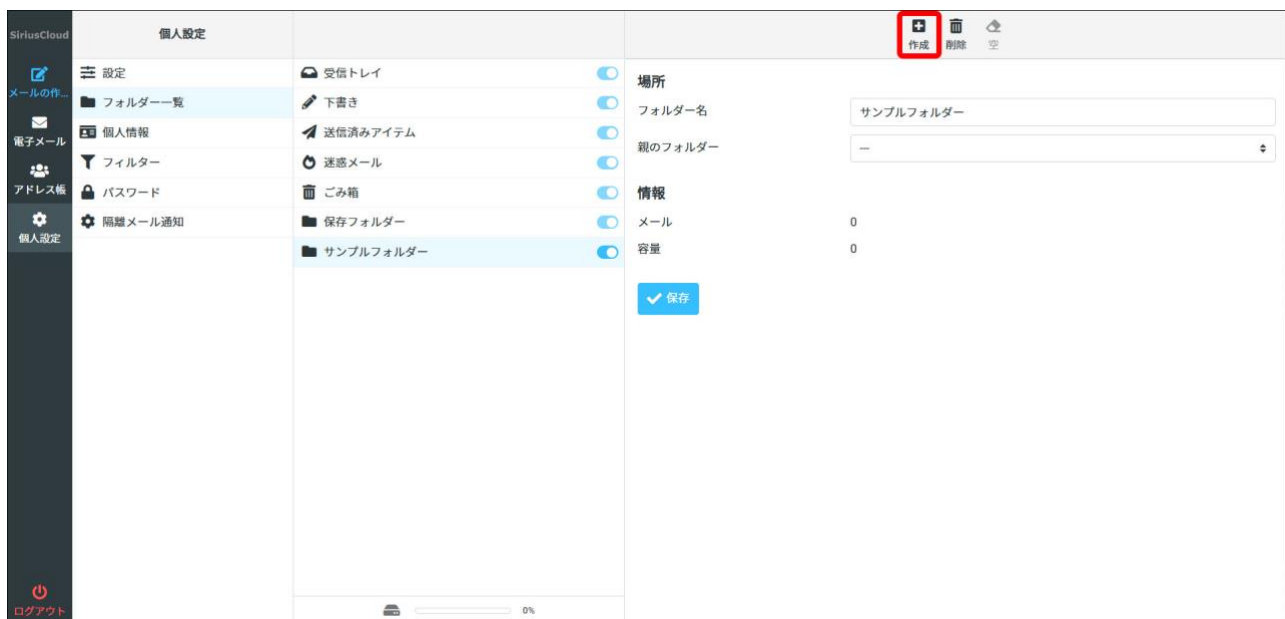 SiriusCloud
メールの作...
電子メール
アドレス帳
個人設定
ログアウト
個人設定
設定
フォルダー一覧
個人情報
フィルター
パスワード
隔離メール通知
受信トレイ
下書き
送信済みアイテム
迷惑メール
ごみ箱
保存フォルダー
サンプルフォルダー
0%
作成 削除 空
場所
フォルダー名 サンプルフォルダー
親のフォルダー ---
情報
メール 0
容量 0
保存